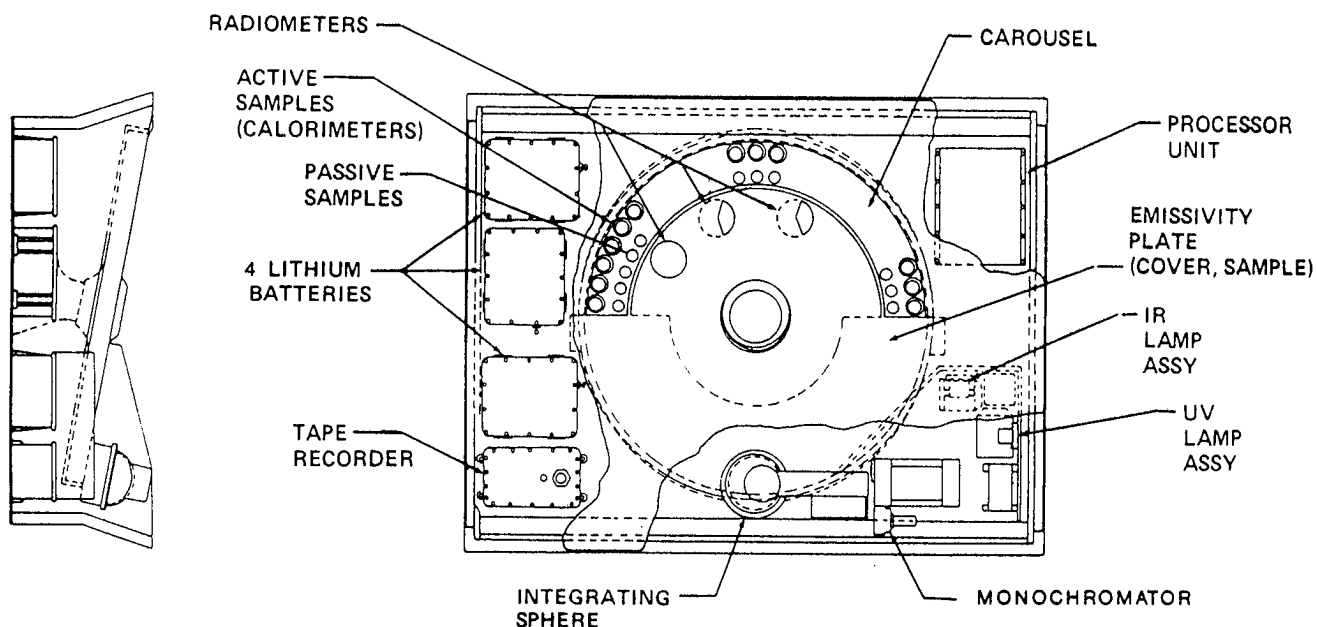 RADIOMETERS
ACTIVE
SAMPLES
(CALORIMETERS)
PASSIVE
SAMPLES
4 LITHIUM
BATTERIES
TAPE
RECORDER
INTEGRATING
SPHERE
CAROUSEL
PROCESSOR
UNIT
EMISSIVITY
PLATE
(COVER, SAMPLE)
IR
LAMP
ASSY
UV
LAMP
ASSY
MONOCHROMATOR